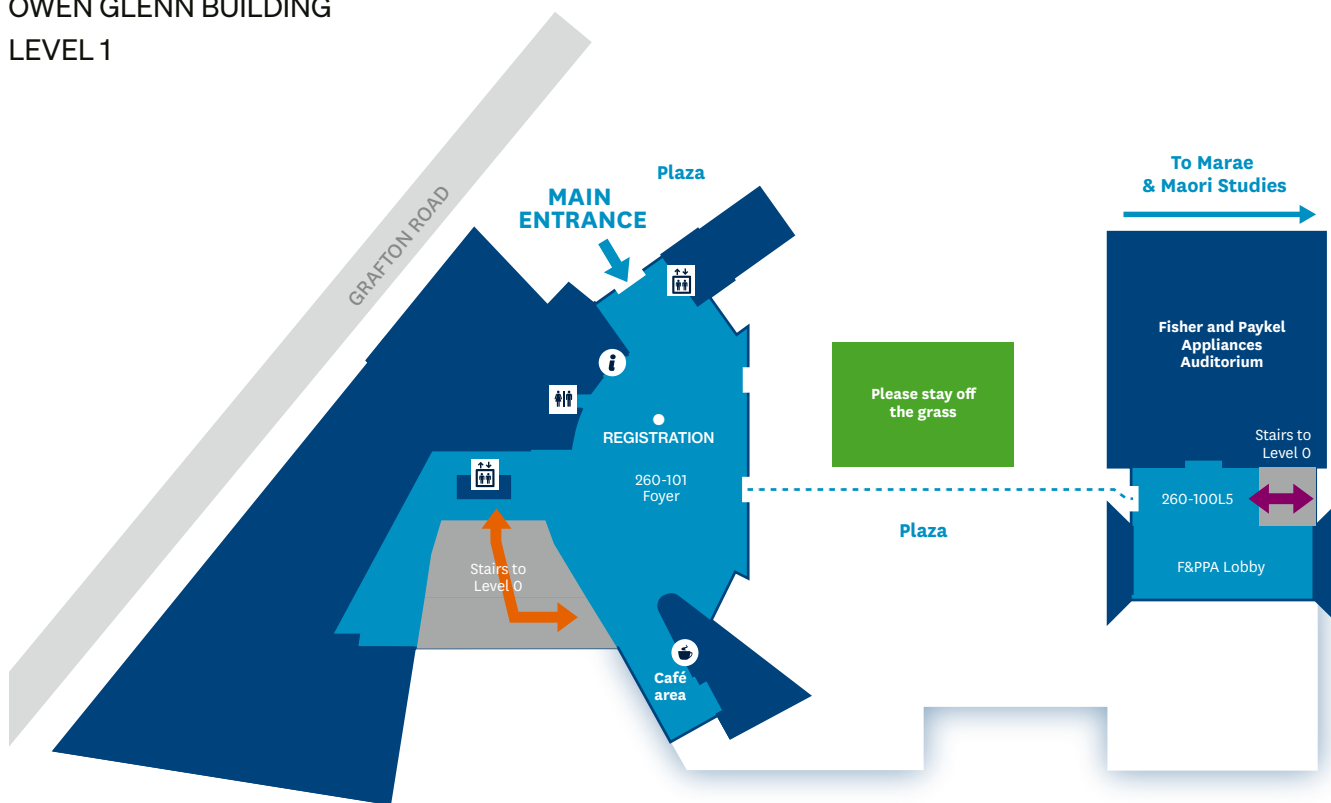 OWEN GLENN BUILDING
LEVEL 1
GRAFTON ROAD
Plaza
MAIN
ENTRANCE
To Marae
& Maori Studies
Fisher and Paykel
Appliances
Auditorium
i
Please stay off
the grass
REGISTRATION
Stairs to
Level 0
260-101
Foyer
260-100L5
Plaza
Stairs to
Level 0
F&PPA Lobby
Café
area